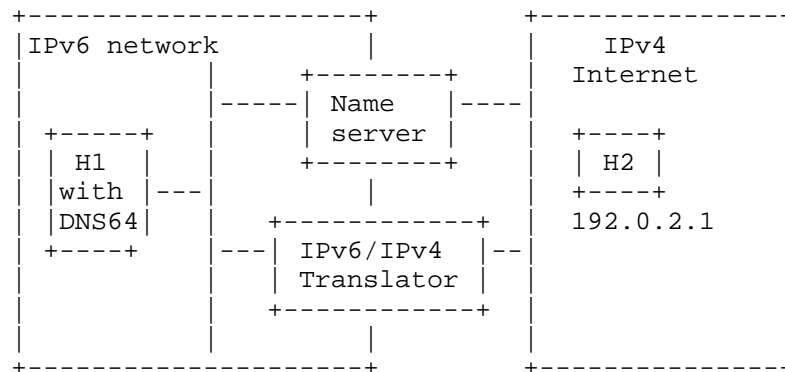 IPv6 network IPv4
Internet
Name
server
H1 H2
with
DNS64 192.0.2.1
IPv6/IPv4
Translator